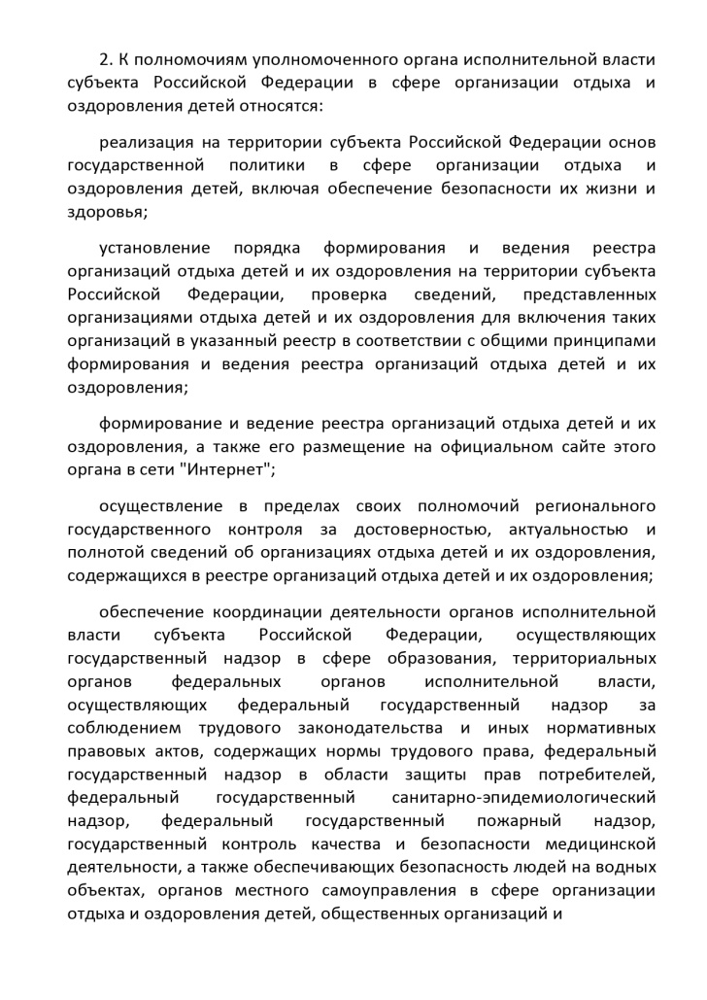 2. К полномочиям уполномоченного органа исполнительной власти
субъекта Российской Федерации в сфере организации отдыха и
оздоровления детей относятся:
реализация на территории субъекта Российской Федерации основ
государственной политики в сфере организации отдыха и
оздоровления детей, включая обеспечение безопасности их жизни и
здоровья;
установление порядка формирования и ведения реестра
организаций отдыха детей и их оздоровления на территории субъекта
Российской Федерации, проверка сведений, представленных
организациями отдыха детей и их оздоровления для включения таких
организаций в указанный реестр в соответствии с общими принципами
формирования и ведения реестра организаций отдыха детей и их
оздоровления;
формирование и ведение реестра организаций отдыха детей и их
оздоровления, а также его размещение на официальном сайте этого
органа в сети "Интернет";
осуществление в пределах своих полномочий регионального
государственного контроля за достоверностью, актуальностью и
полнотой сведений об организациях отдыха детей и их оздоровления,
содержащихся в реестре организаций отдыха детей и их оздоровления;
обеспечение координации деятельности органов исполнительной
власти субъекта Российской Федерации, осуществляющих
государственный надзор в сфере образования, территориальных
органов федеральных органов исполнительной власти,
осуществляющих федеральный государственный надзор за
соблюдением трудового законодательства и иных нормативных
правовых актов, содержащих нормы трудового права, федеральный
государственный надзор в области защиты прав потребителей,
федеральный государственный санитарно-эпидемиологический
надзор, федеральный государственный пожарный надзор,
государственный контроль качества и безопасности медицинской
деятельности, а также обеспечивающих безопасность людей на водных
объектах, органов местного самоуправления в сфере организации
отдыха и оздоровления детей, общественных организаций и